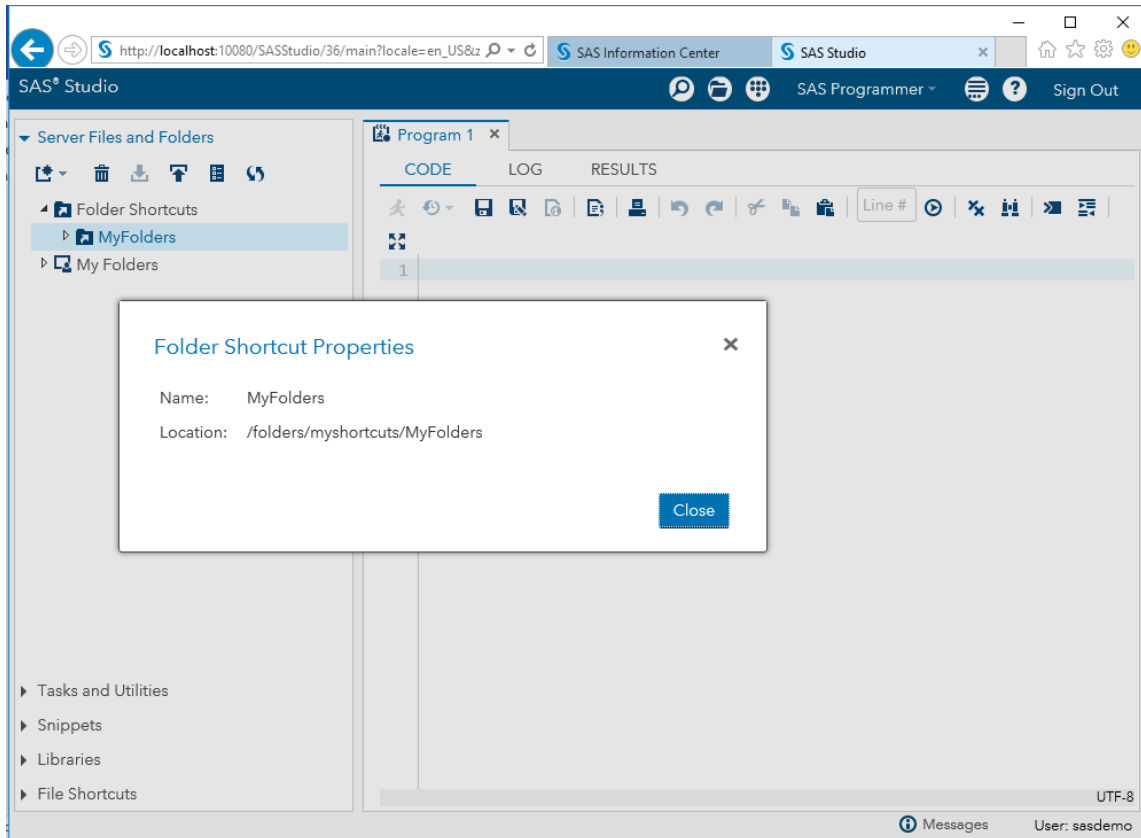 http://localhost:10080/SASStudio/36/main?locale=en_US&z
SAS Information Center
SAS Studio
SAS® Studio
SAS Programmer
Sign Out
Server Files and Folders
Folder Shortcuts
MyFolders
My Folders
Program 1
CODE LOG RESULTS
Line #
1
Folder Shortcut Properties
Name: MyFolders
Location: /folders/myshortcuts/MyFolders
Close
Tasks and Utilities
Snippets
Libraries
File Shortcuts
UTF-8
Messages
User: sasdemo